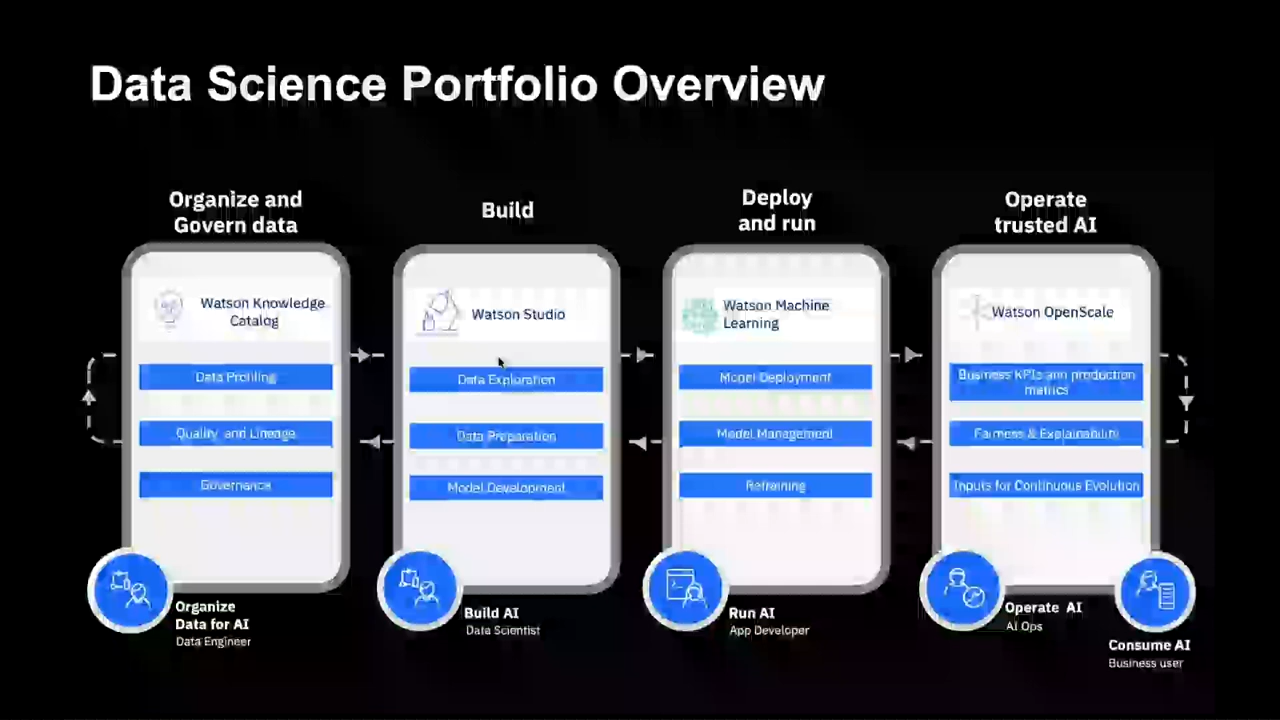 Data Science Portfolio Overview
Organize and
Govern data
Watson Knowledge
Catalog
Data Profiling
Quality and Lineage
Governance
Organize
Data for AI
Data Engineer
Build
Watson Studio
Data Exploration
Data Preparation
Model Development
Build AI
Data Scientist
Deploy
and run
Watson Machine
Learning
Model Deployment
Model Management
Retraining
Run AI
App Developer
Operate
trusted AI
Watson OpenScale
Business KPIs and production
metrics
Fairness & Explainability
Inputs for Continuous Evolution
Operate AI
AI Ops
Consume AI
Business user